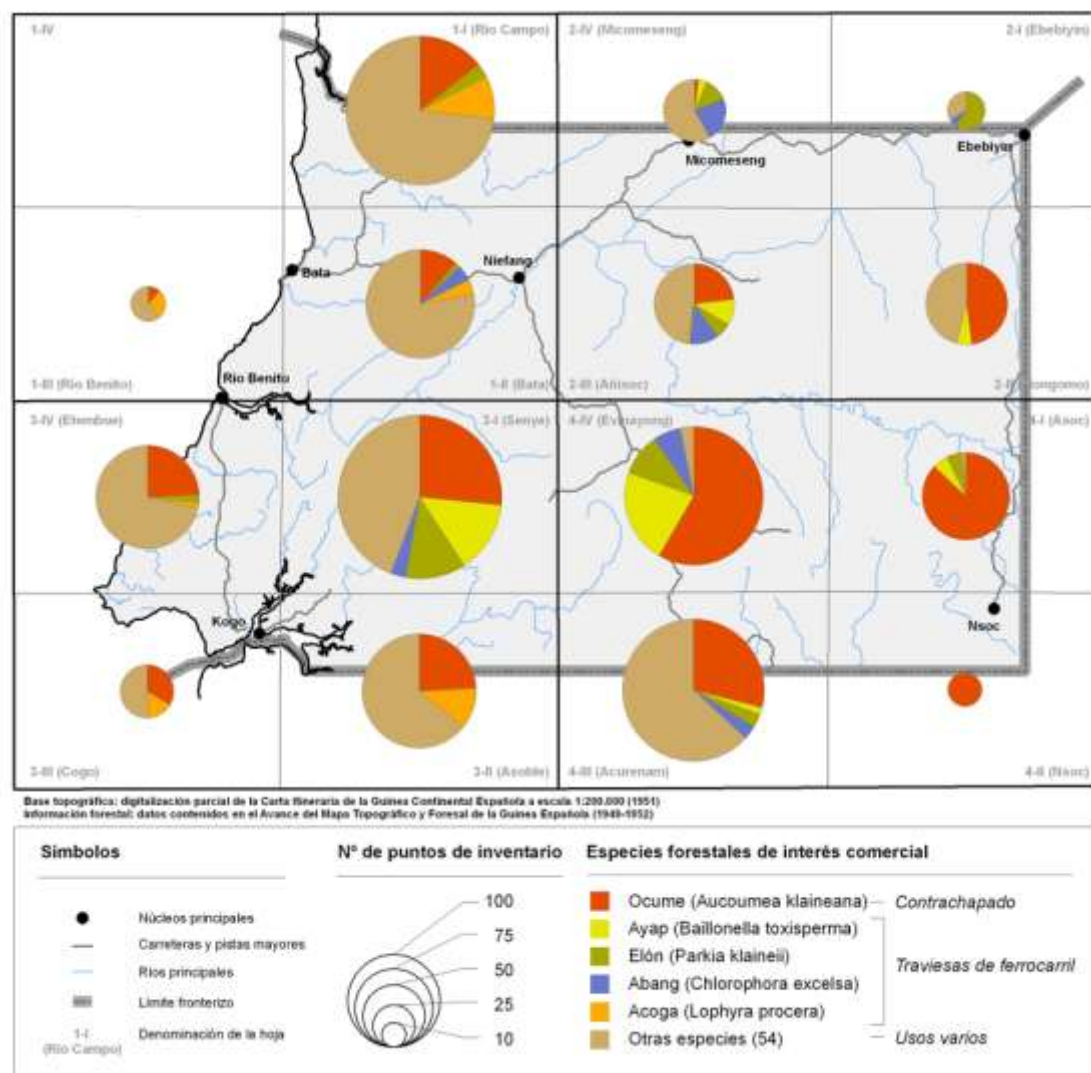 1-IV
1-I (Rio Campo)
2-IV (Micomeseng)
2-I (Ebebiyin)
Micomeseng
Ebebiyin
Bata
Niefang
1-III (Rio Benito)
Rio Benito
1-II (Bata)
2-III (Añisoc)
3-IV (Etembue)
3-I (Senye)
4-IV (Evinayong)
Kogo
Nsoc
3-III (Cogo)
3-II (Asobla)
4-III (Acurenam)
4-II (Nsoc)
Base topográfica: digitalización parcial de la Carta Itineraria de la Guinea Continental Española a escala 1:200.000 (1951)
Información forestal: datos contenidos en el Avance del Mapa Topográfico y Foresal de la Guinea Española (1949-1952)
Símbolos
Núcleos principales
Carreteras y pistas mayores
Ríos principales
Límite fronterizo
1-I
(Río Campo)
Denominación de la hoja
Nº de puntos de inventario
100
75
50
25
10
Especies forestales de interés comercial
Ocume (Aucoumea klaineana)
Contrachapado
Ayap (Baillonella toxisperma)
Elón (Parkia klaineii)
Abang (Chlorophora excelsa)
Acoga (Lophyra procera)
Traviesas de ferrocarril
Otras especies (54)
Usos varios